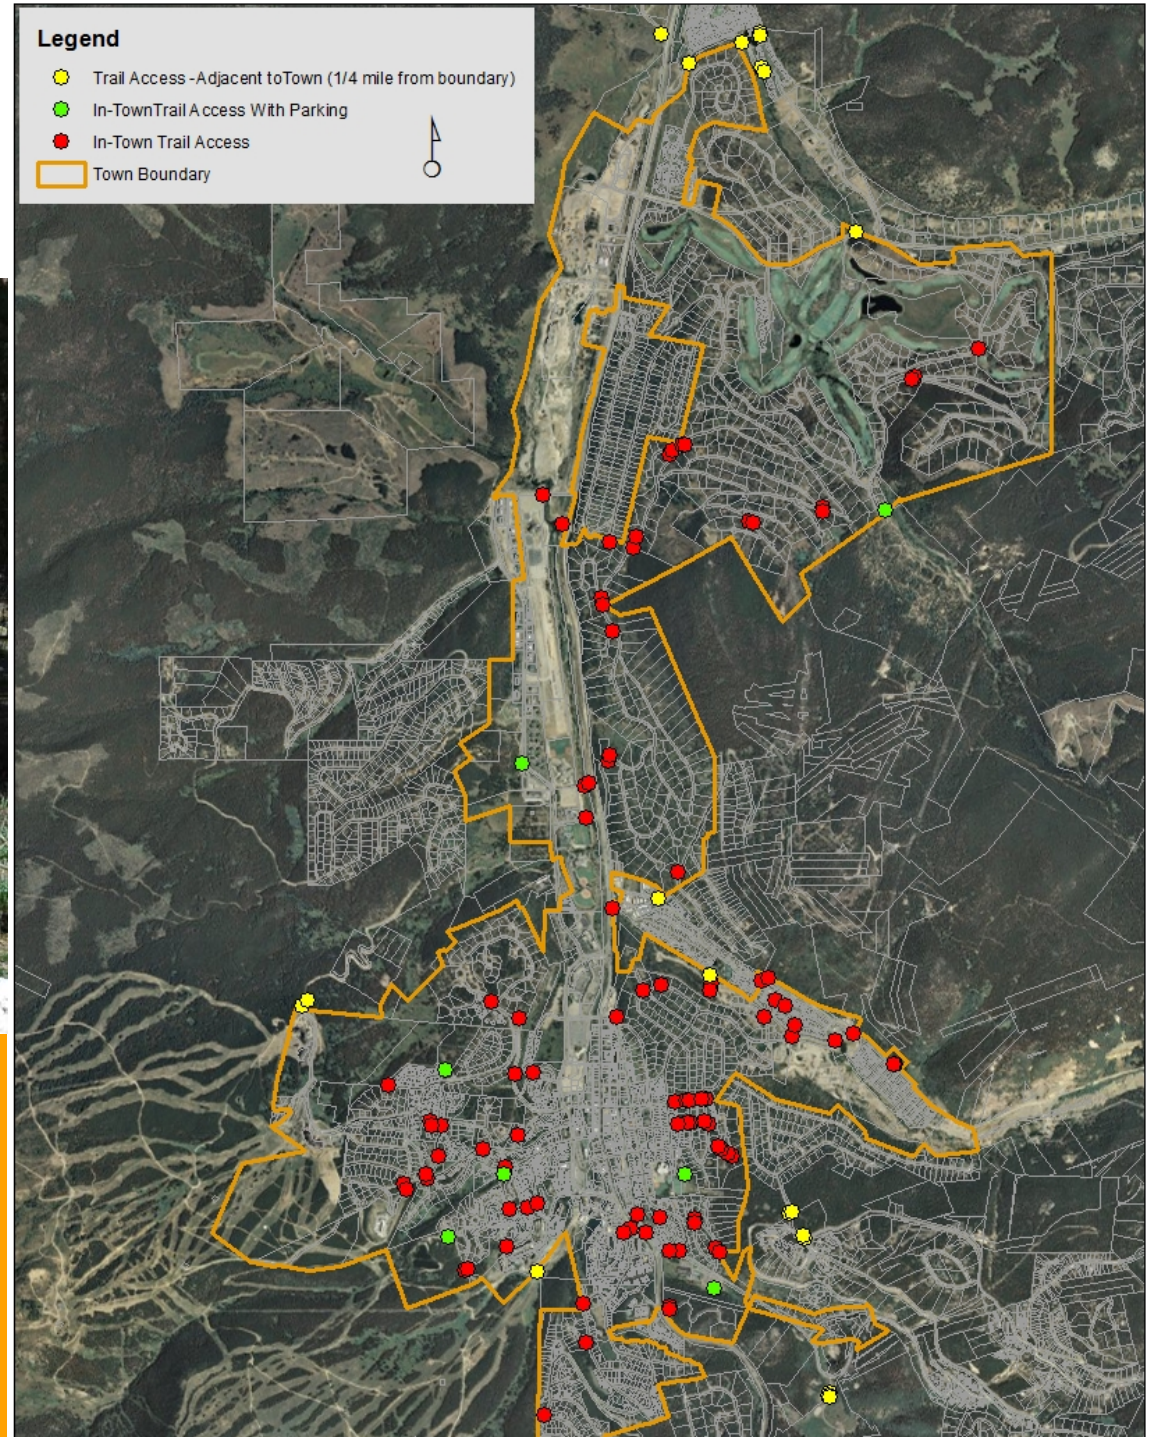 Legend
Trail Access -Adjacent toTown (1/4 mile from boundary)
In-TownTrail Access With Parking
In-Town Trail Access
Town Boundary